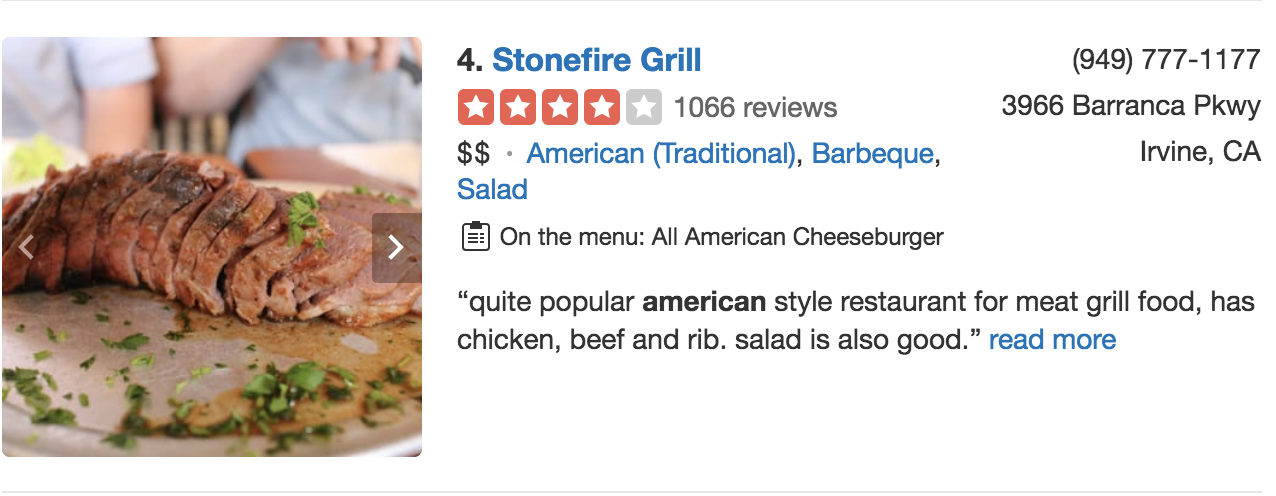 4. Stonefire Grill
1066 reviews
$$ · American (Traditional), Barbeque,
Salad
On the menu: All American Cheeseburger
“quite popular american style restaurant for meat grill food, has
chicken, beef and rib. salad is also good.” read more
(949) 777-1177
3966 Barranca Pkwy
Irvine, CA